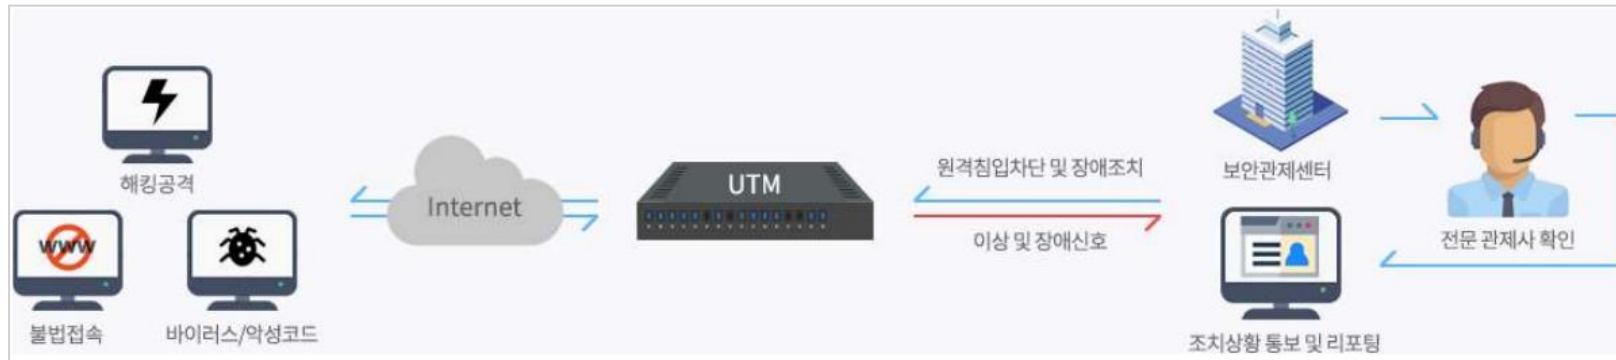 해킹공격
www
불법접속
바이러스/악성코드
Internet
UTM
원격침입차단 및 장애조치
이상 및 장애신호
보안관제센터
조치상황 통보 및 리포팅
전문 관제사 확인